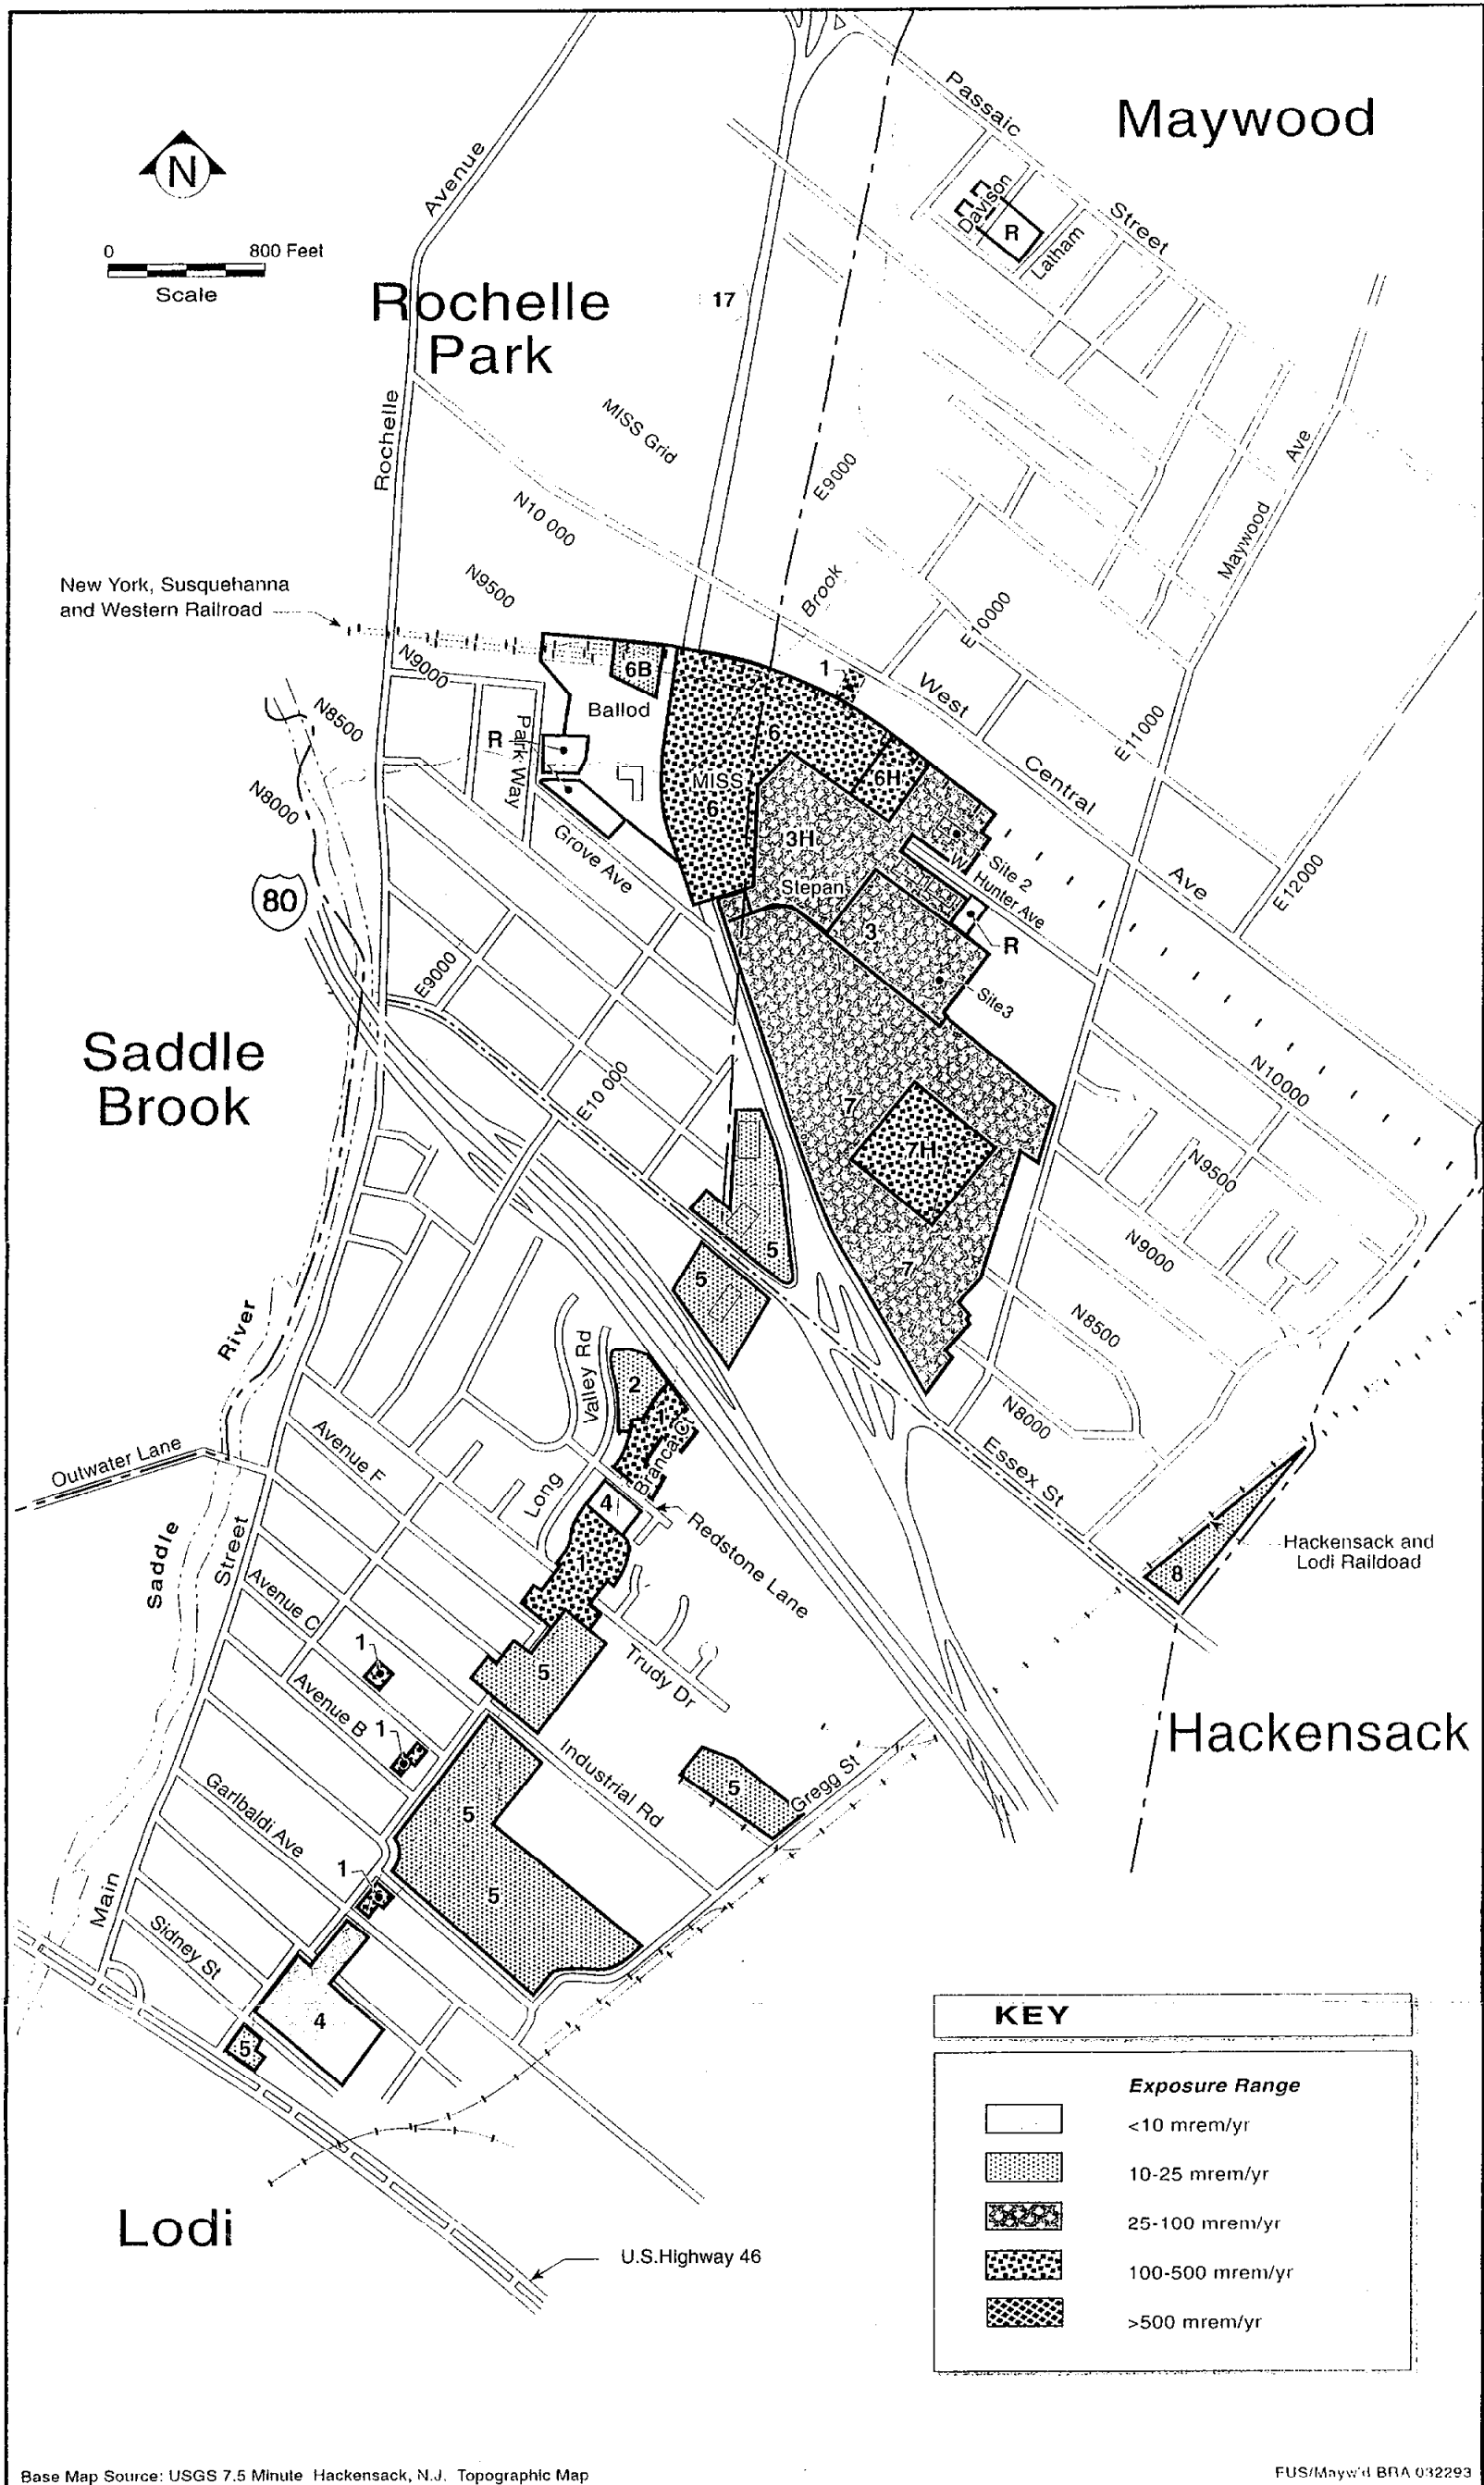 Maywood
Passaic
Street
Davison
R
Latham
N
0 800 Feet
Scale
Avenue
Rochelle
Park
17
Rochelle
MISS Grid
E9000
N10 000
Maywood
Ave
New York, Susquehanna
and Western Railroad
N9500
Brook
E10000
N9000
6B
1
West
N8500
Ballod
Park Way
R
6
E11000
MISS
6
6H
Central
N8000
Grove Ave
3H
Site 2
W
Hunter Ave
Ave
E12000
Stepan
80
3
R
E9000
Site3
Saddle
Brook
E10 000
N10000
7
7H
N9500
5
N9000
5
7
River
N8500
Valley Rd
2
1
Branca Ct
N8000
Avenue F
Essex St
Outwater Lane
Long
4
Redstone Lane
Hackensack and
Lodi Raildoad
8
Saddle
Street
1
Avenue C
1
5
Trudy Dr
Avenue B
1
Hackensack
Industrial Rd
5
Gregg St
Garibaldi Ave
5
1
5
Main
Sidney St
4
5
KEY
Exposure Range
<10 mrem/yr
10-25 mrem/yr
25-100 mrem/yr
100-500 mrem/yr
>500 mrem/yr
Lodi
U.S.Highway 46
Base Map Source: USGS 7.5 Minute Hackensack, N.J. Topographic Map
FUS/Mayw'd BRA 032293